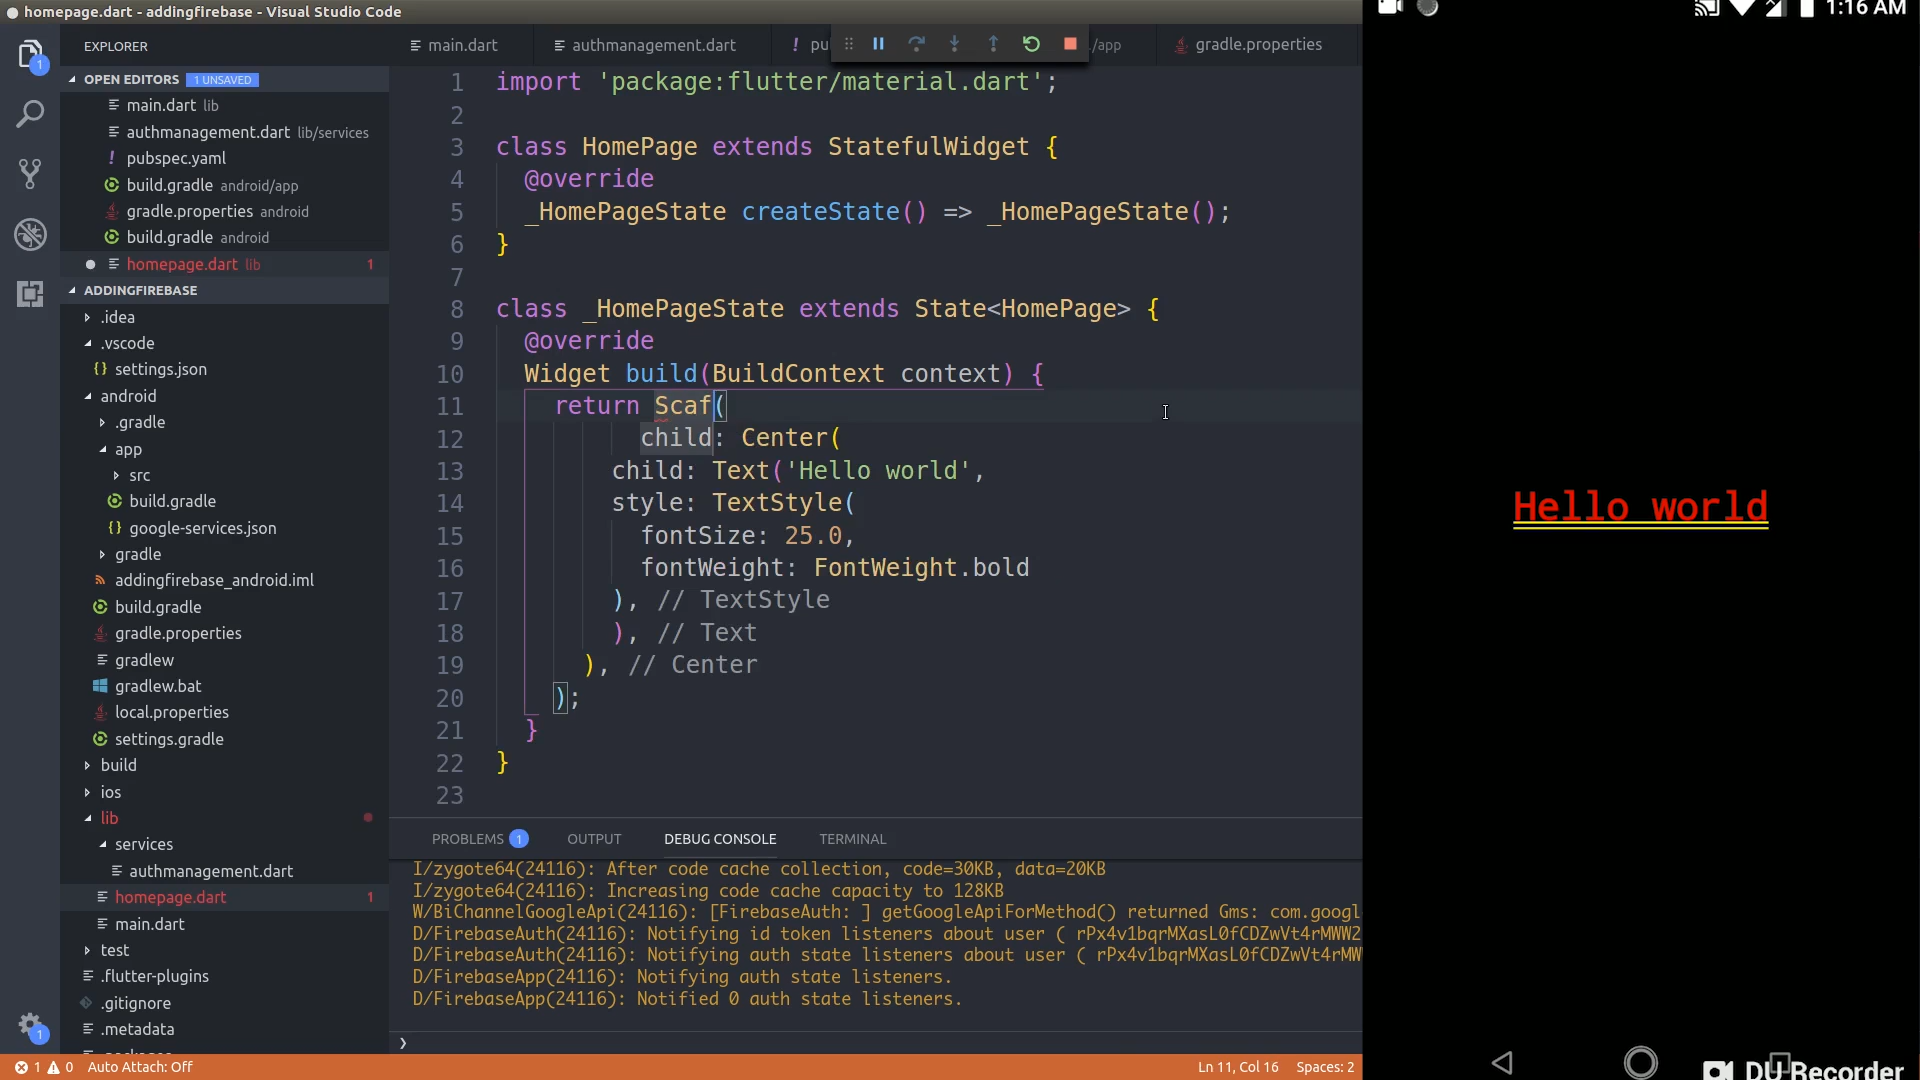 homepage.dart - addingfirebase - Visual Studio Code
1:16 AM
EXPLORER
main.dart
authmanagement.dart
! pu
/app
gradle.properties
OPEN EDITORS 1 UNSAVED
main.dart lib
authmanagement.dart lib/services
! pubspec.yaml
build.gradle android/app
gradle.properties android
build.gradle android
homepage.dart lib 1
ADDINGFIREBASE
.idea
.vscode
{} settings.json
android
.gradle
app
src
build.gradle
{} google-services.json
gradle
addingfirebase_android.iml
build.gradle
gradle.properties
gradlew
gradlew.bat
local.properties
settings.gradle
build
ios
lib
services
authmanagement.dart
homepage.dart 1
main.dart
test
.flutter-plugins
.gitignore
.metadata
1
1
1 import 'package:flutter/material.dart';
2
3 class HomePage extends StatefulWidget {
4 @override
5 _HomePageState createState() => _HomePageState();
6 }
7
8 class _HomePageState extends State<HomePage> {
9 @override
10 Widget build(BuildContext context) {
11 return Scaf(
12 child: Center(
13 child: Text('Hello world',
14 style: TextStyle(
15 fontSize: 25.0,
16 fontWeight: FontWeight.bold
17 ), // TextStyle
18 ), // Text
19 ), // Center
20 );
21 }
22 }
23
PROBLEMS 1 OUTPUT DEBUG CONSOLE TERMINAL
I/zygote64(24116): After code cache collection, code=30KB, data=20KB
I/zygote64(24116): Increasing code cache capacity to 128KB
W/BiChannelGoogleApi(24116): [FirebaseAuth: ] getGoogleApiForMethod() returned Gms: com.googl
D/FirebaseAuth(24116): Notifying id token listeners about user ( rPx4v1bqrMXasL0fCDZwVt4rMWW2
D/FirebaseAuth(24116): Notifying auth state listeners about user ( rPx4v1bqrMXasL0fCDZwVt4rMW
D/FirebaseApp(24116): Notifying auth state listeners.
D/FirebaseApp(24116): Notified 0 auth state listeners.
❯
1 0 Auto Attach: Off
Ln 11, Col 16 Spaces: 2
Hello world
DU Recorder